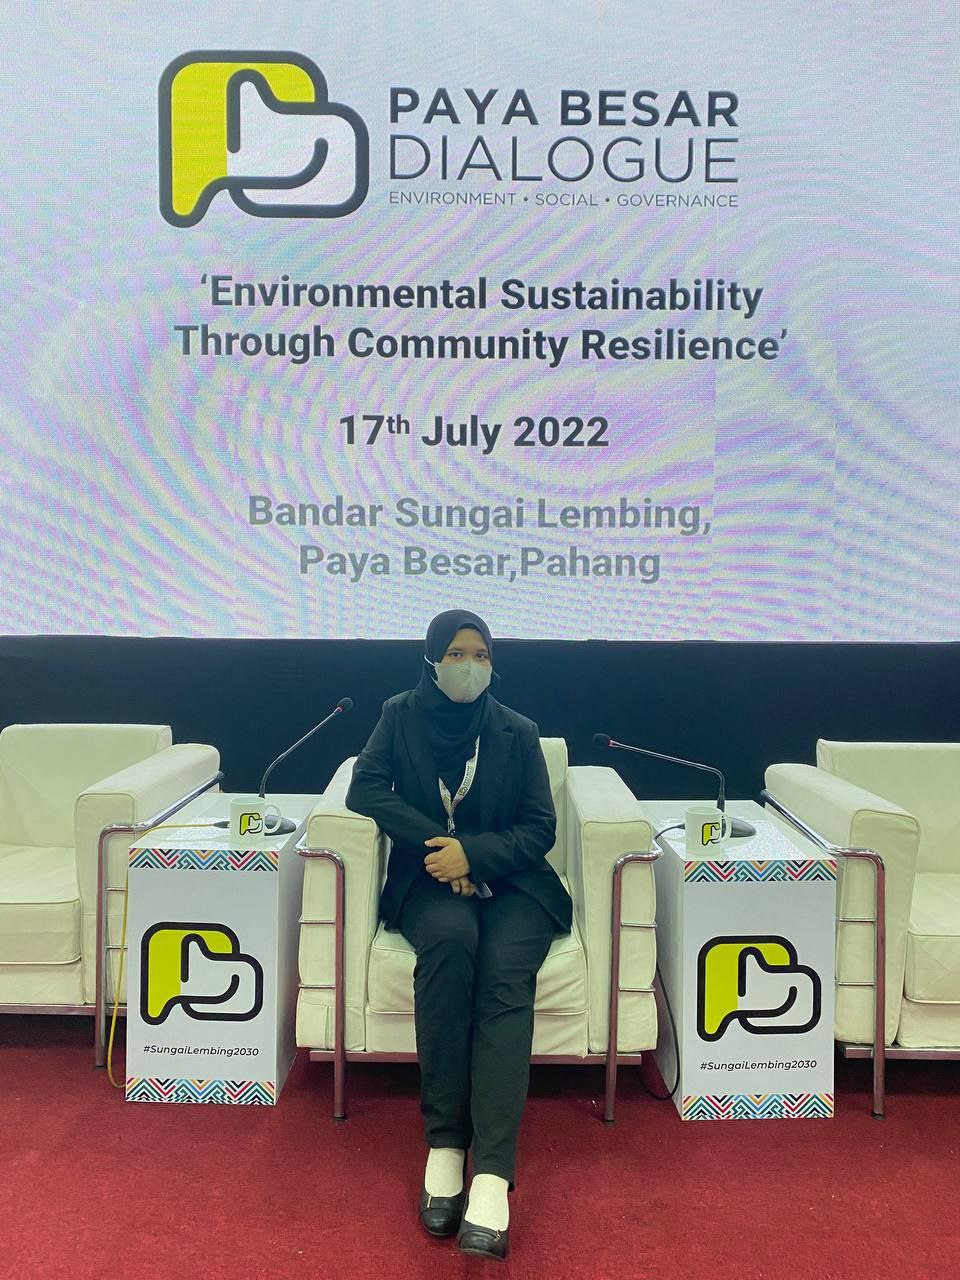 PAYA BESAR
DIALOGUE
ENVIRONMENT • SOCIAL • GOVERNANCE
‘Environmental Sustainability
Through Community Resilience’
17th July 2022
Bandar Sungai Lembing,
Paya Besar,Pahang
#SungaiLembing2030
#SungaiLembing2030